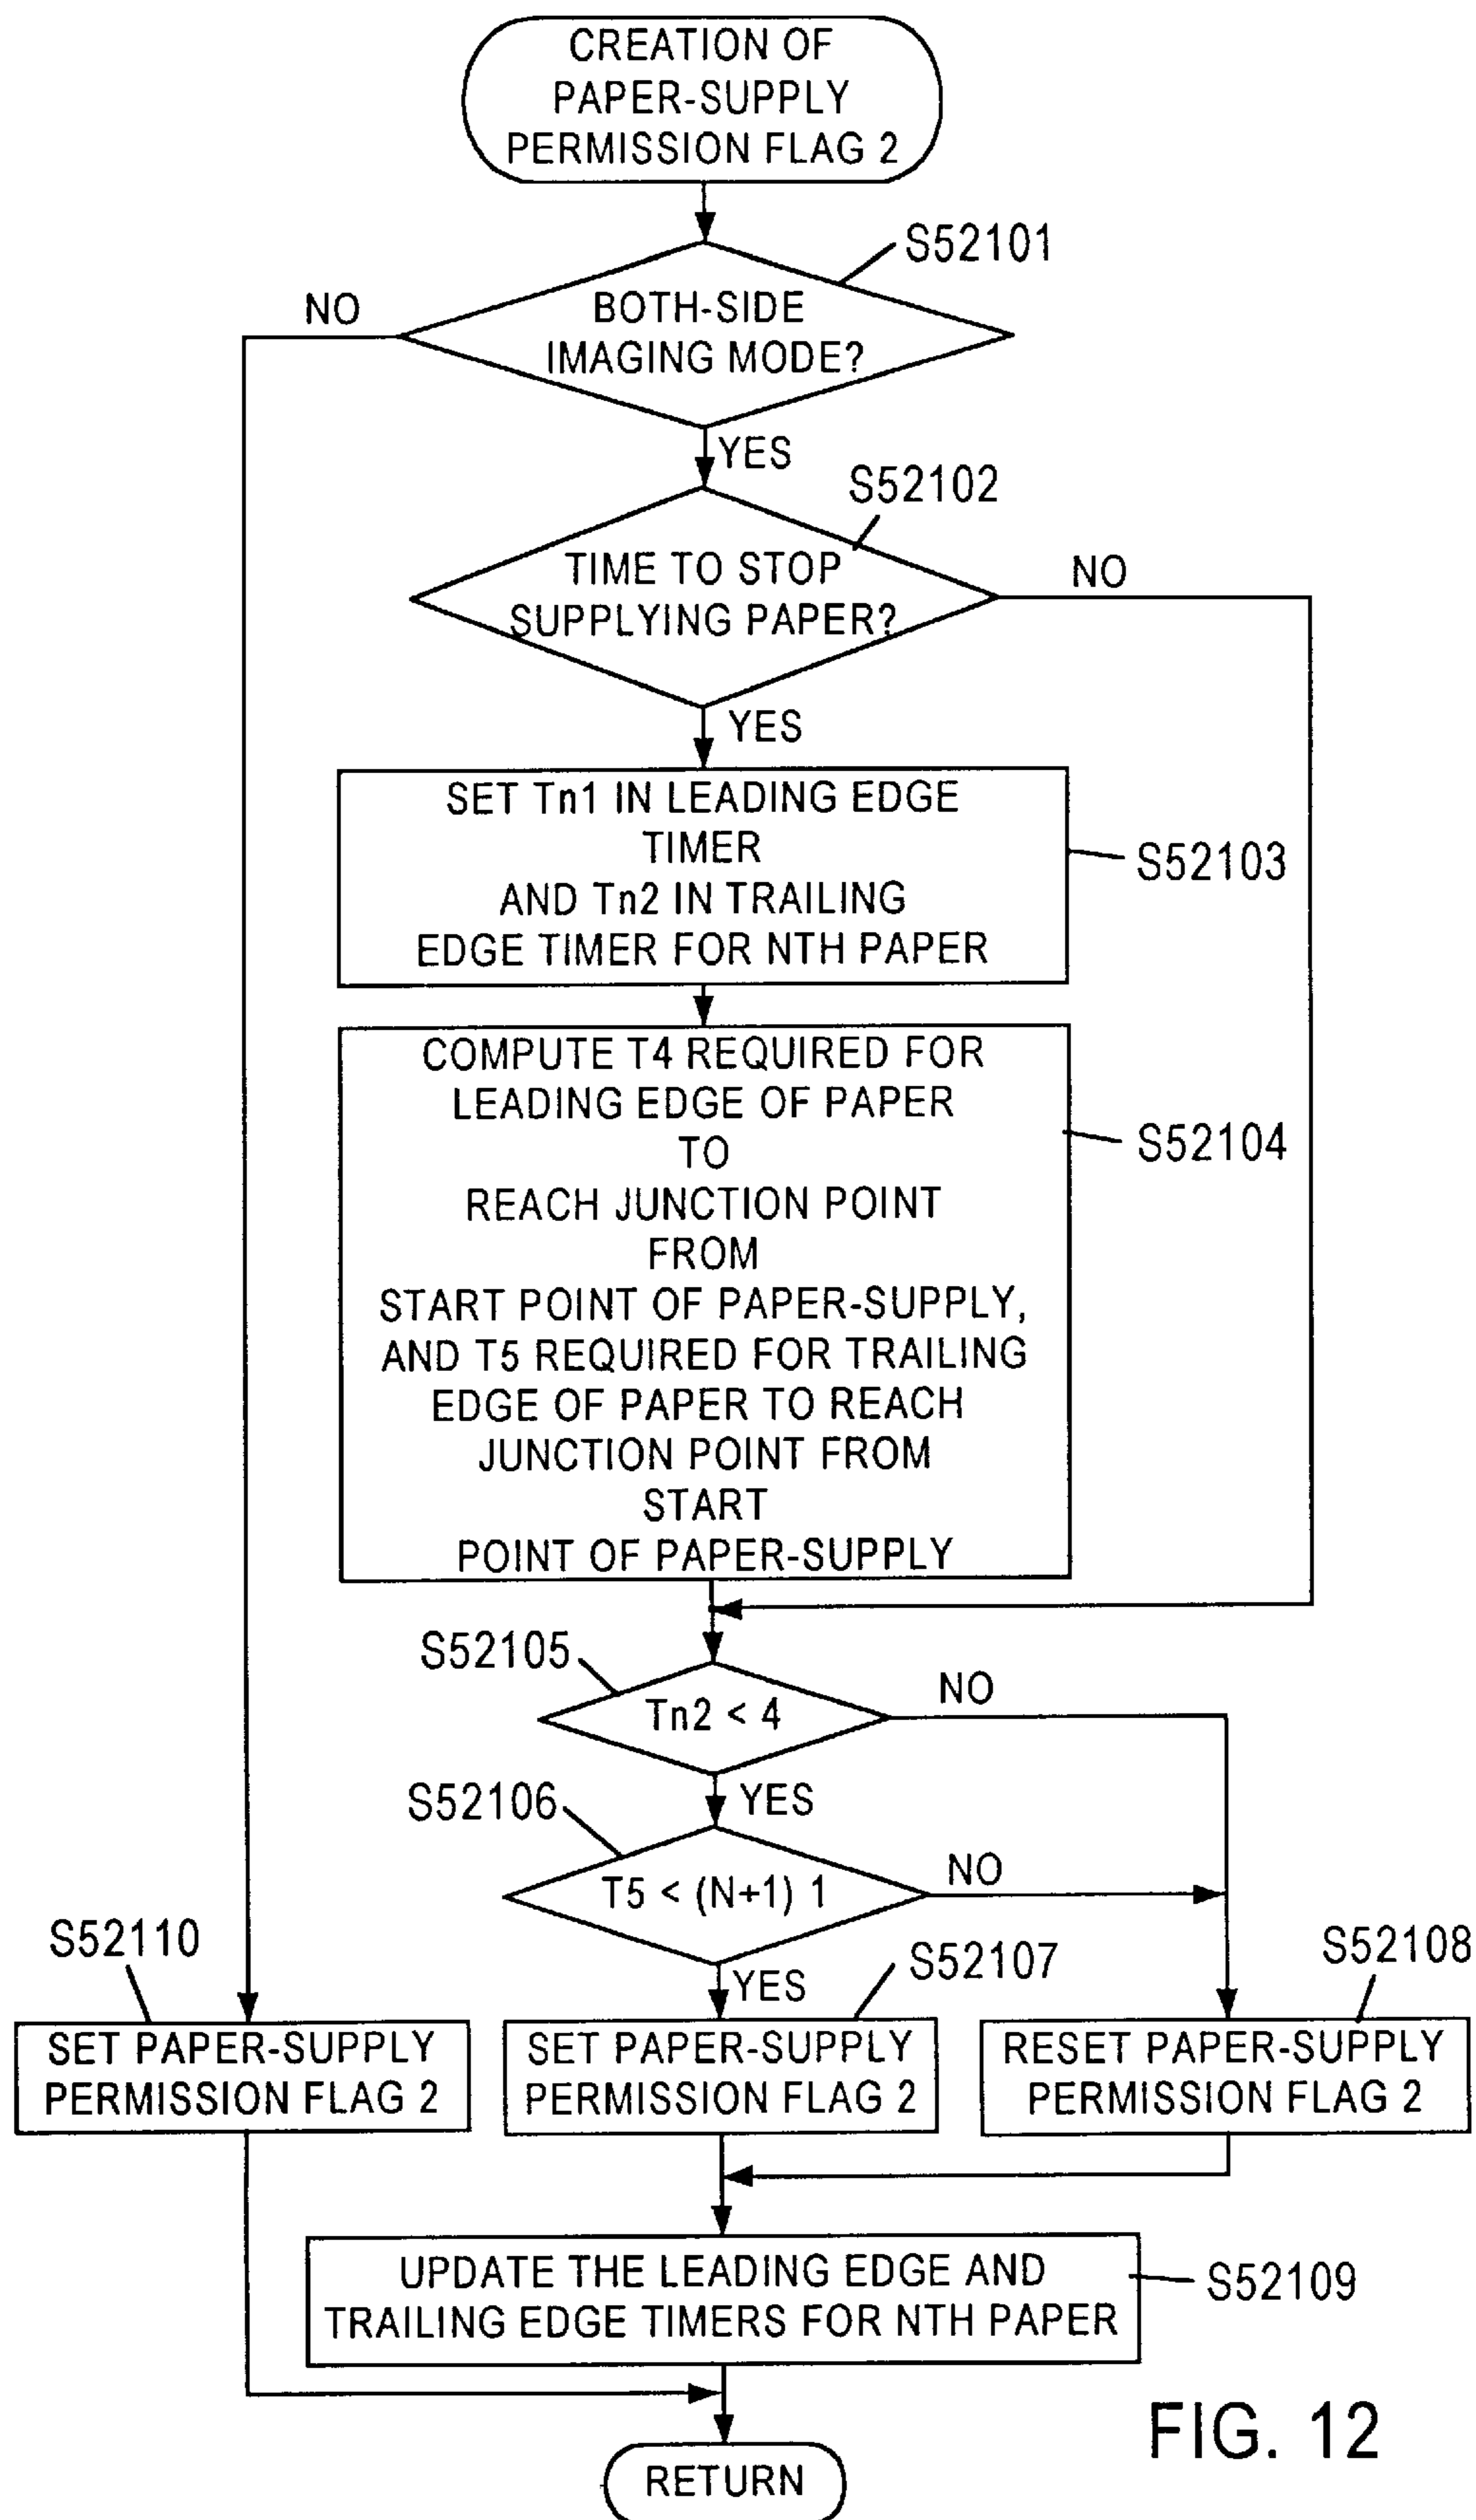 CREATION OF
PAPER-SUPPLY
PERMISSION FLAG 2
S52101
NO
BOTH-SIDE
IMAGING MODE?
YES
S52102
TIME TO STOP
SUPPLYING PAPER?
NO
YES
SET Tn1 IN LEADING EDGE
TIMER
AND Tn2 IN TRAILING
EDGE TIMER FOR NTH PAPER
S52103
COMPUTE T4 REQUIRED FOR
LEADING EDGE OF PAPER
TO
REACH JUNCTION POINT
FROM
START POINT OF PAPER-SUPPLY,
AND T5 REQUIRED FOR TRAILING
EDGE OF PAPER TO REACH
JUNCTION POINT FROM
START
POINT OF PAPER-SUPPLY
S52104
S52105
Tn2 < 4
NO
YES
S52106
T5 < (N+1) 1
NO
YES
S52110
SET PAPER-SUPPLY
PERMISSION FLAG 2
S52107
SET PAPER-SUPPLY
PERMISSION FLAG 2
S52108
RESET PAPER-SUPPLY
PERMISSION FLAG 2
UPDATE THE LEADING EDGE AND
TRAILING EDGE TIMERS FOR NTH PAPER
S52109
RETURN
FIG. 12